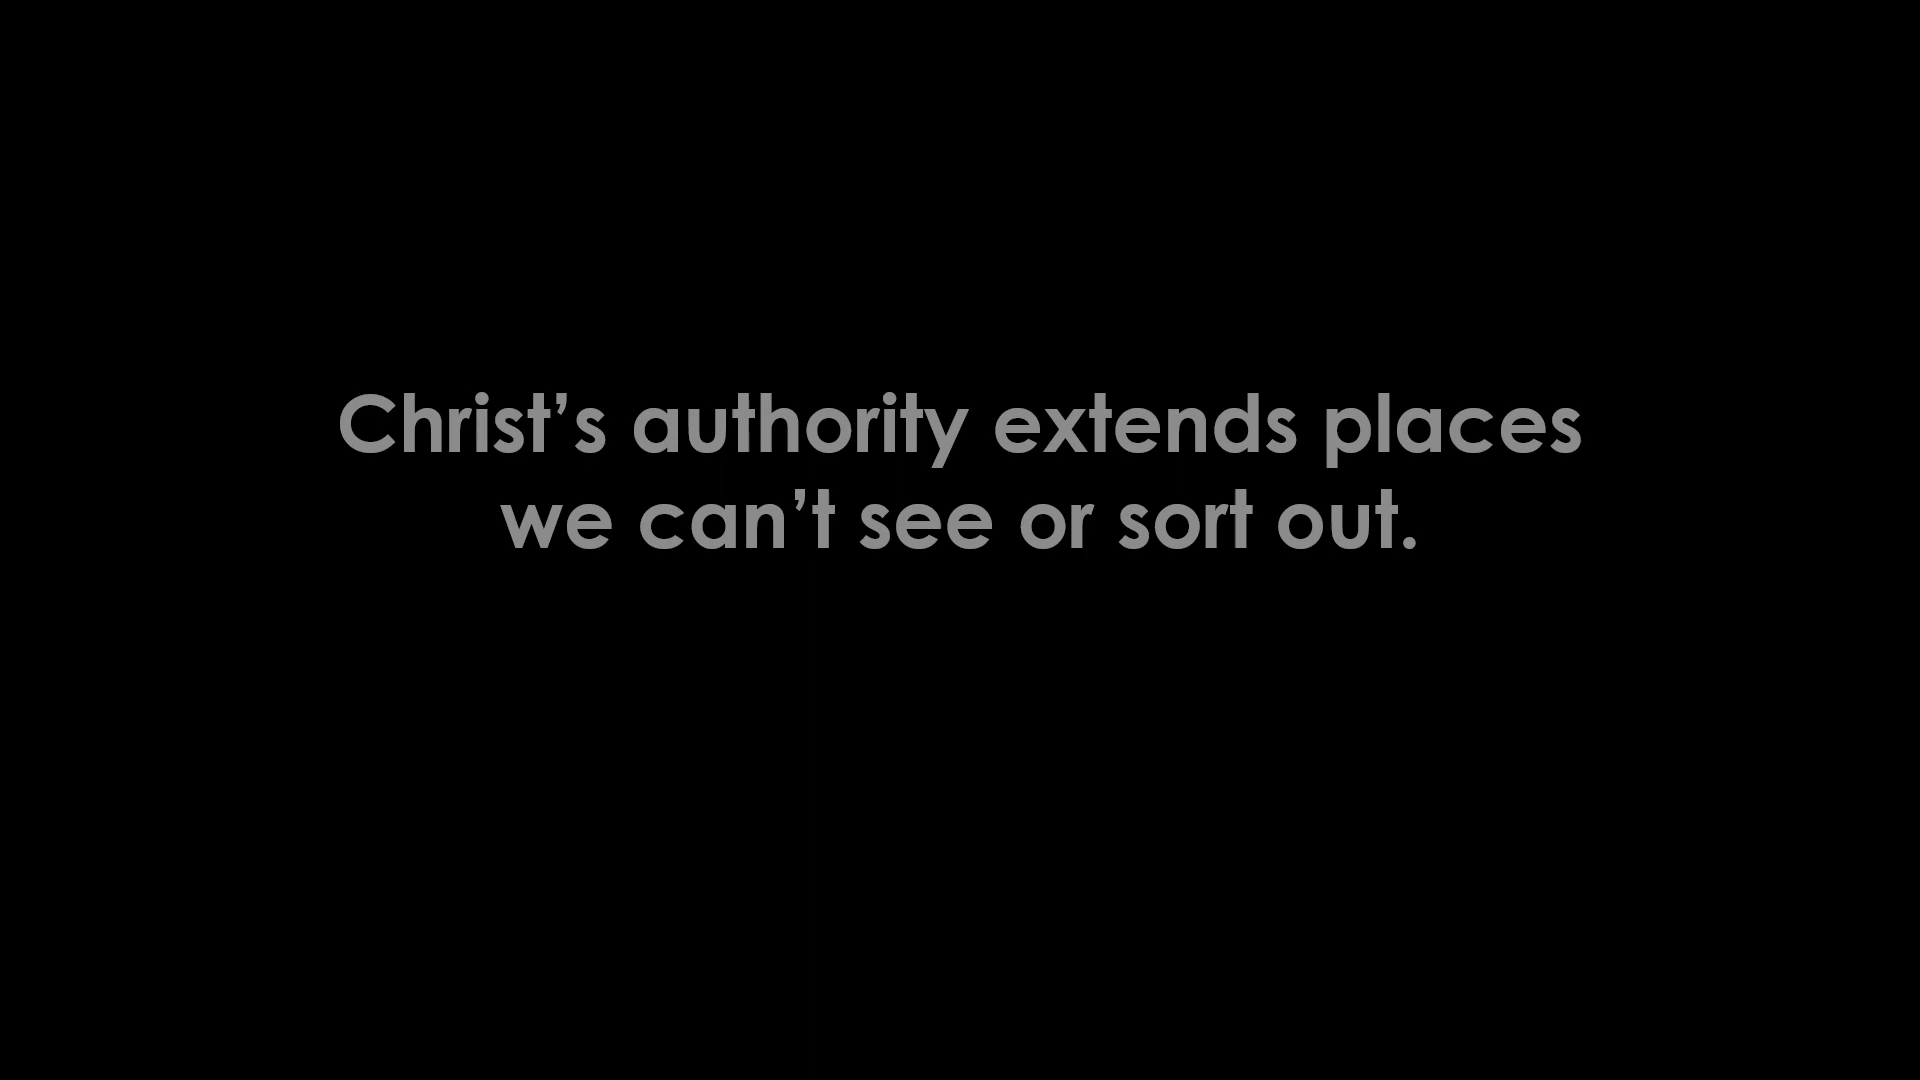 Christ’s authority extends places
we can’t see or sort out.